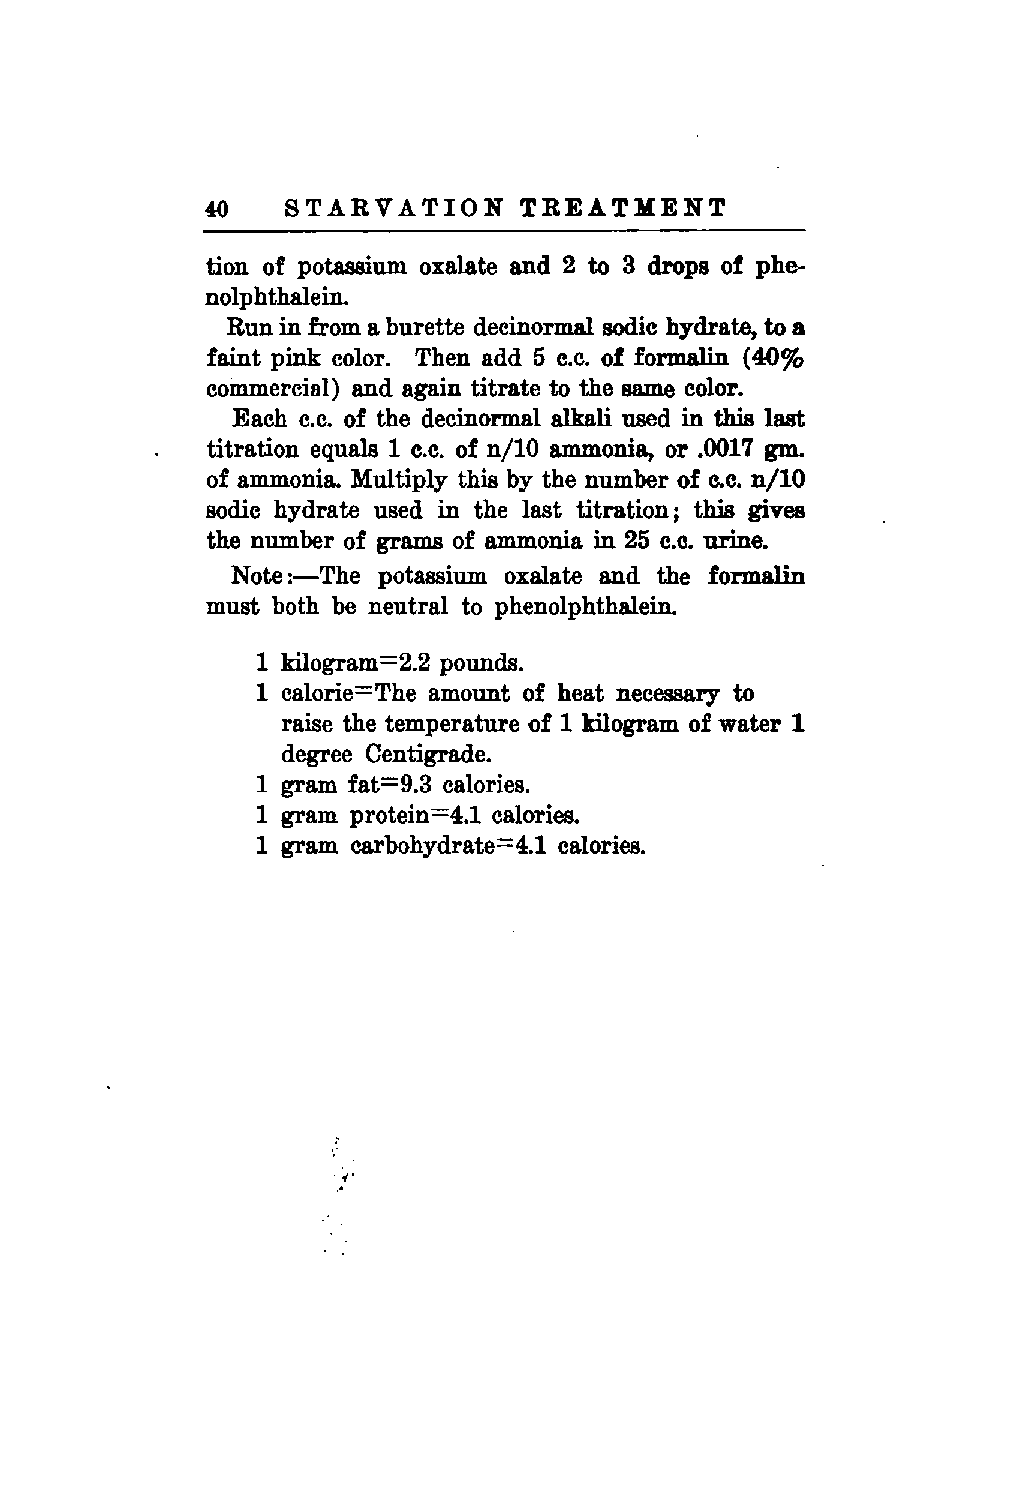 40 STARVATION TREATMENT
tion of potassium oxalate and 2 to 3 drops of phe-
nolphthalein.
Run in from a burette decinormal sodic hydrate, to a
faint pink color. Then add 5 c.c. of formalin (40%
commercial) and again titrate to the same color.
Each c.c. of the decinormal alkali used in this last
titration equals 1 c.c. of n/10 ammonia, or .0017 gm.
of ammonia. Multiply this by the number of c.c. n/10
sodic hydrate used in the last titration; this gives
the number of grams of ammonia in 25 c.c. urine.
Note:—The potassium oxalate and the formalin
must both be neutral to phenolphthalein.
1 kilogram=2.2 pounds.
1 calorie=The amount of heat necessary to
raise the temperature of 1 kilogram of water 1
degree Centigrade.
1 gram fat=9.3 calories.
1 gram protein=4.1 calories.
1 gram carbohydrate=4.1 calories.